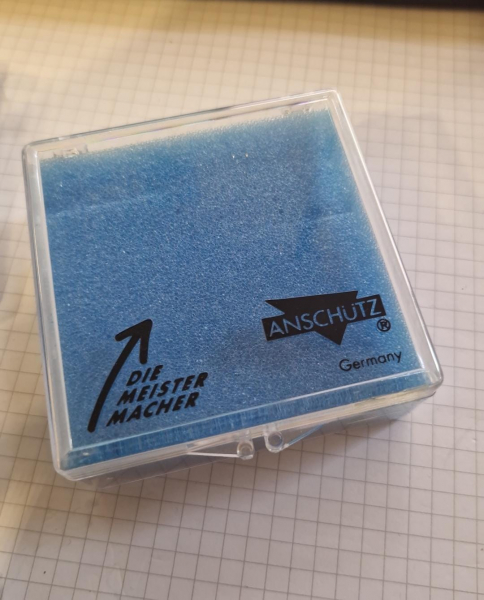 DIE
MEISTER
MACHER
ANSCHÜTZ®
Germany